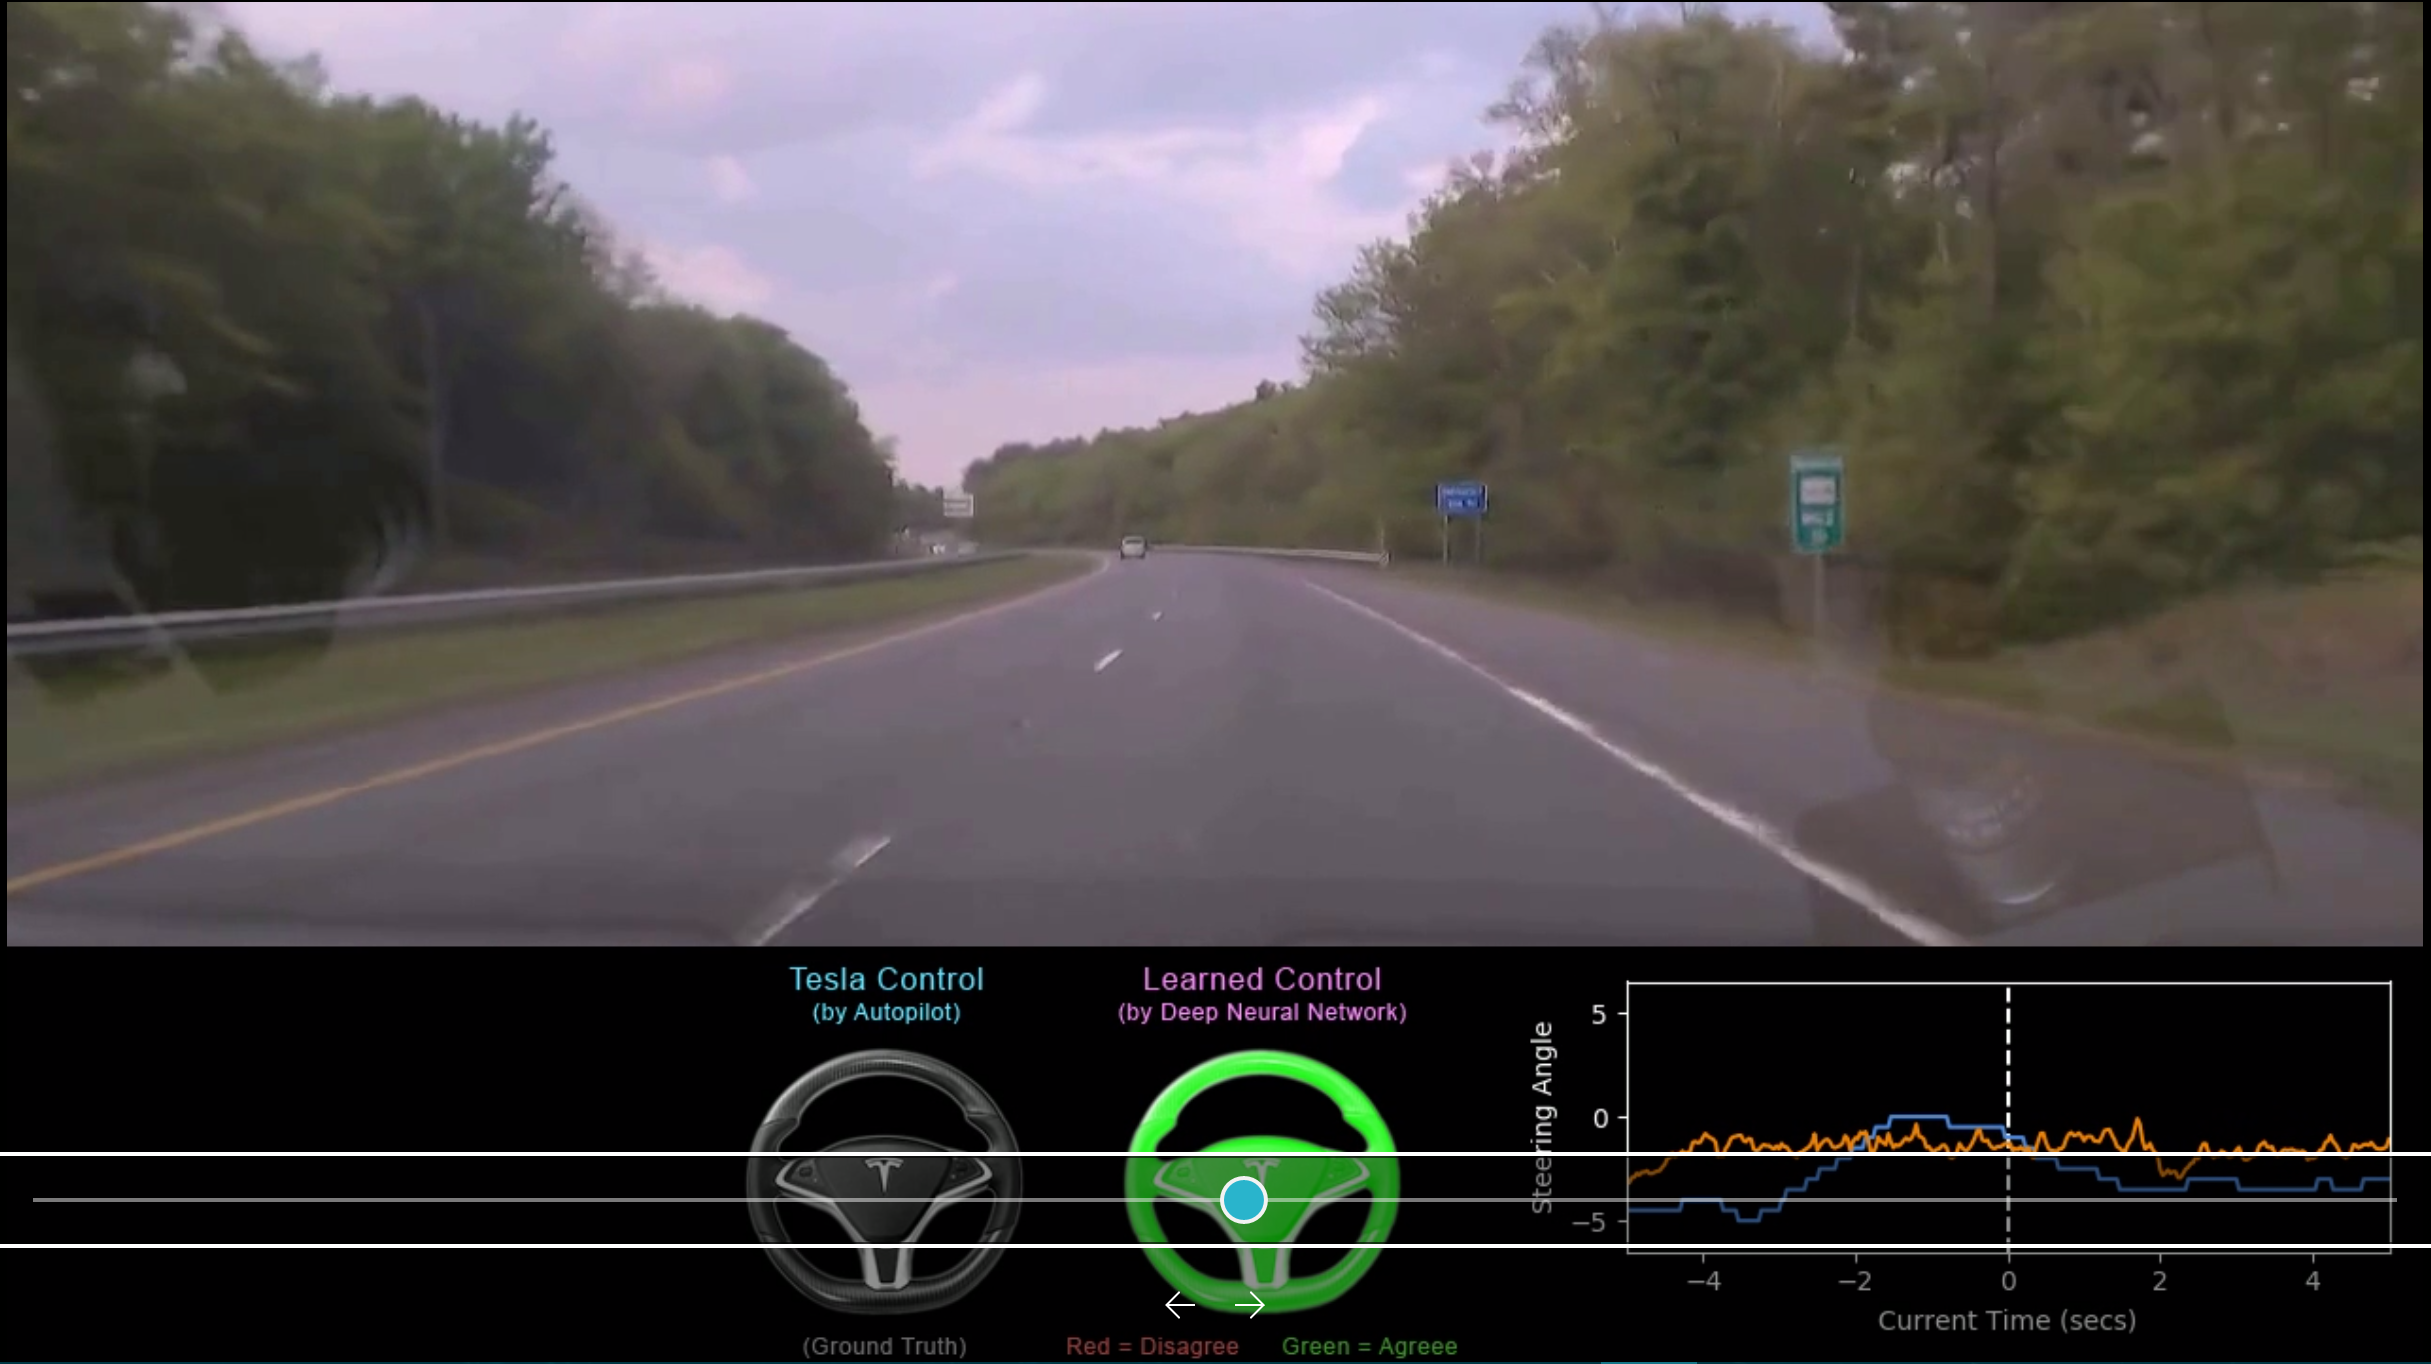 Tesla Control
(by Autopilot)
Learned Control
(by Deep Neural Network)
(Ground Truth)
Red = Disagree
Green = Agreee
Steering Angle
5
0
−5
−4
−2
0
2
4
Current Time (secs)